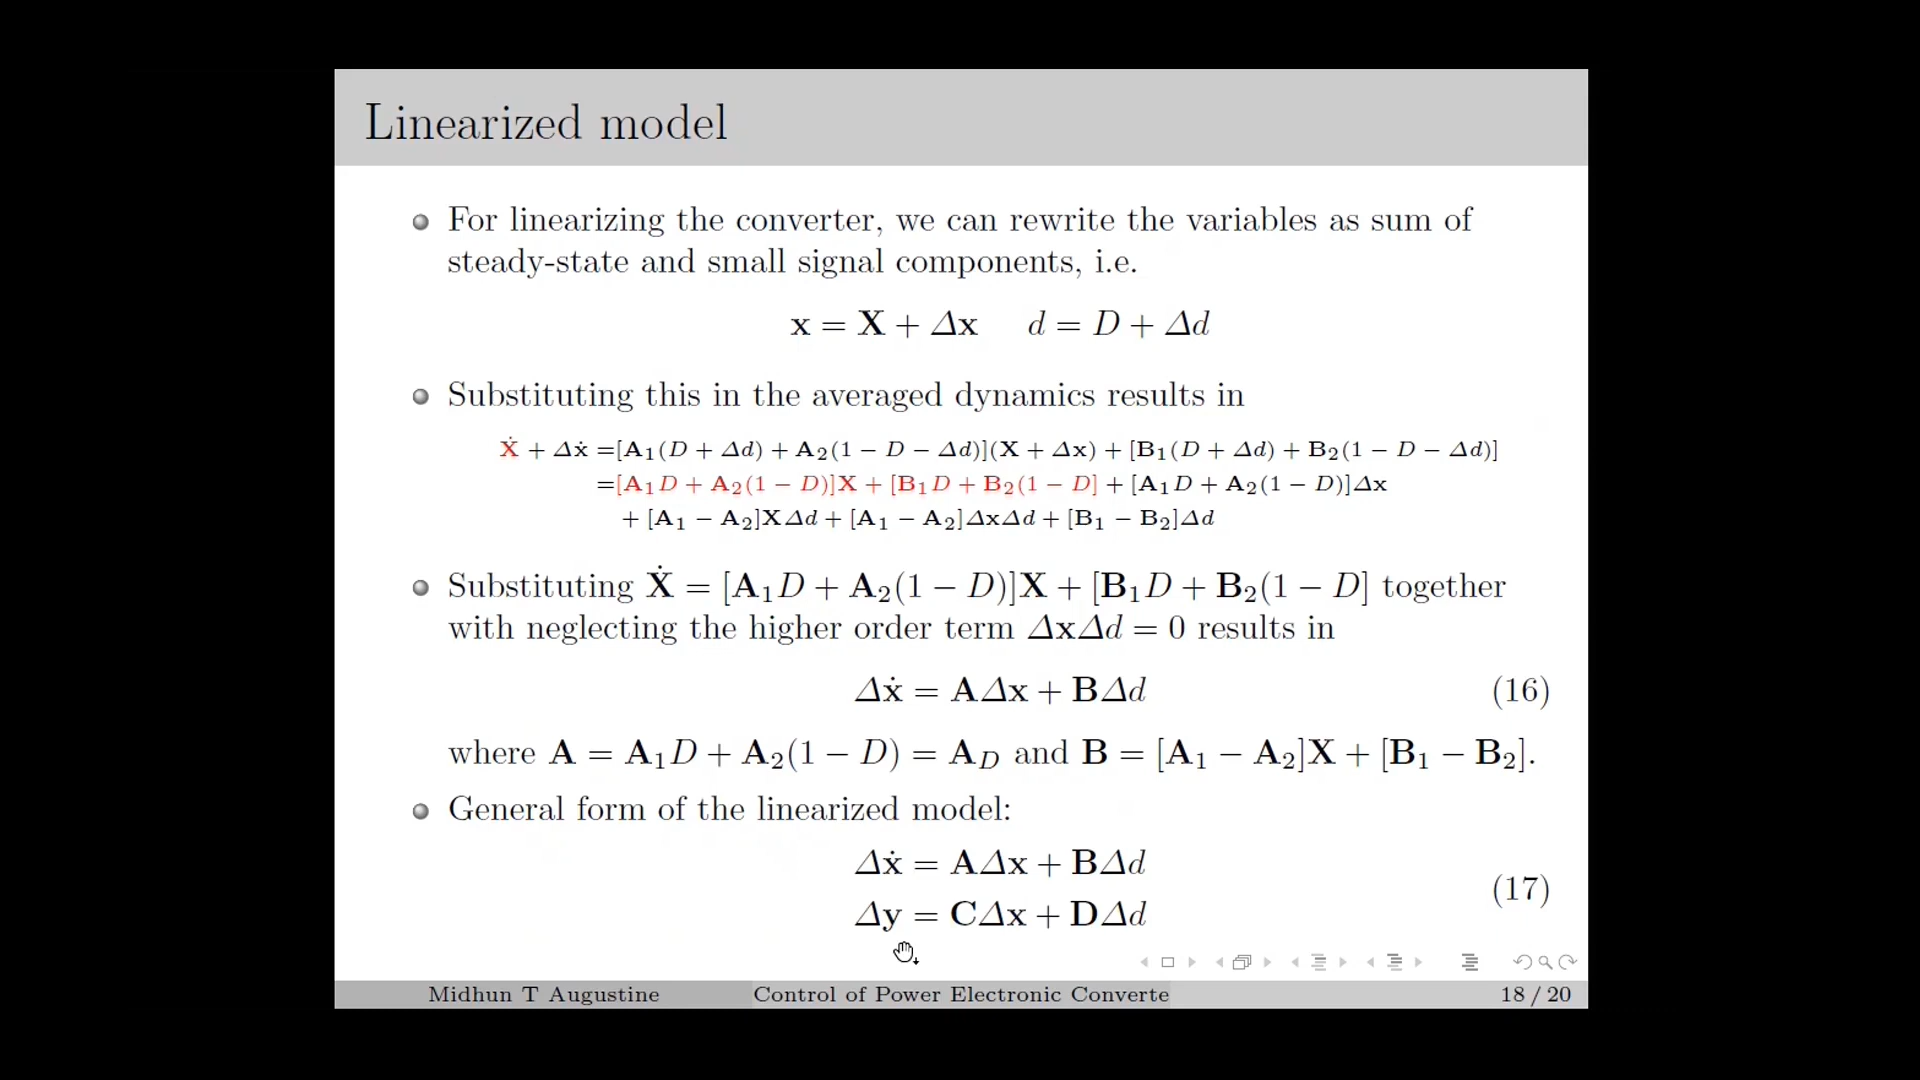 Linearized model
For linearizing the converter, we can rewrite the variables as sum of
steady-state and small signal components, i.e.
x = X + Δx d = D + Δd
Substituting this in the averaged dynamics results in
Ẋ + Δẋ =[A₁(D + Δd) + A₂(1 − D − Δd)](X + Δx) + [B₁(D + Δd) + B₂(1 − D − Δd)]
=[A₁D + A₂(1 − D)]X + [B₁D + B₂(1 − D] + [A₁D + A₂(1 − D)]Δx
+ [A₁ − A₂]XΔd + [A₁ − A₂]ΔxΔd + [B₁ − B₂]Δd
Substituting Ẋ = [A₁D + A₂(1 − D)]X + [B₁D + B₂(1 − D] together
with neglecting the higher order term ΔxΔd = 0 results in
Δẋ = AΔx + BΔd (16)
where A = A₁D + A₂(1 − D) = A_D and B = [A₁ − A₂]X + [B₁ − B₂].
General form of the linearized model:
Δẋ = AΔx + BΔd
Δy = CΔx + DΔd (17)
Midhun T Augustine Control of Power Electronic Converte 18 / 20